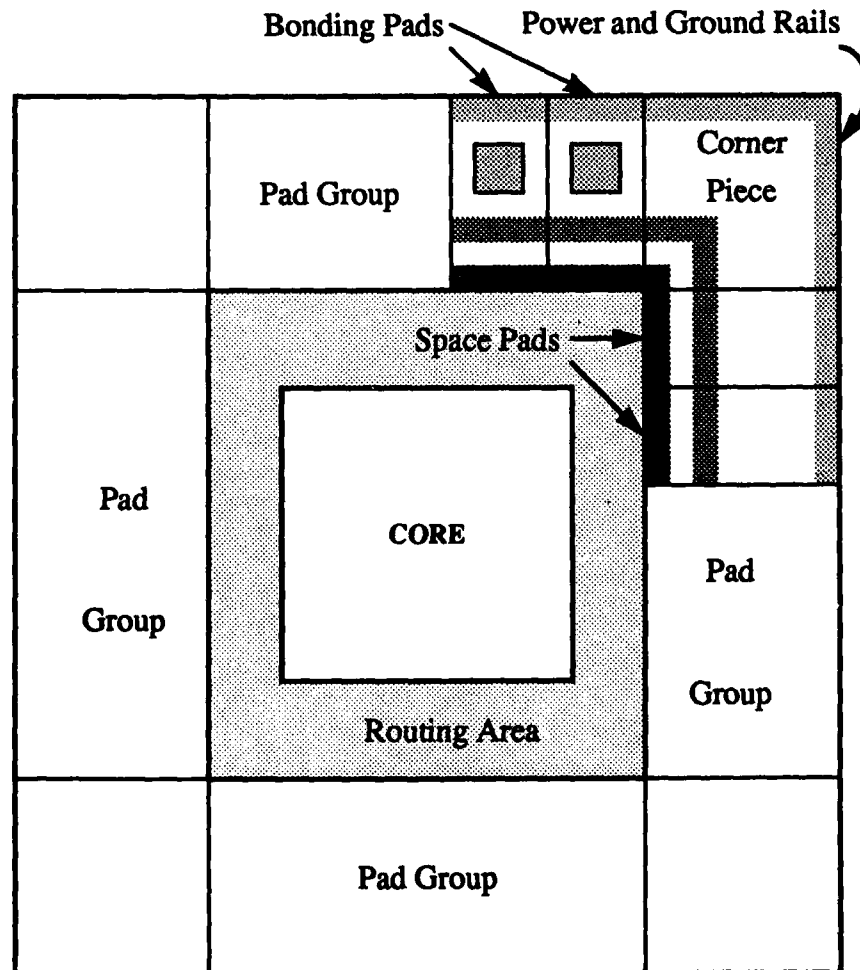 Bonding Pads
Power and Ground Rails
Corner
Piece
Pad Group
Space Pads
Pad
Group
CORE
Pad
Group
Routing Area
Pad Group